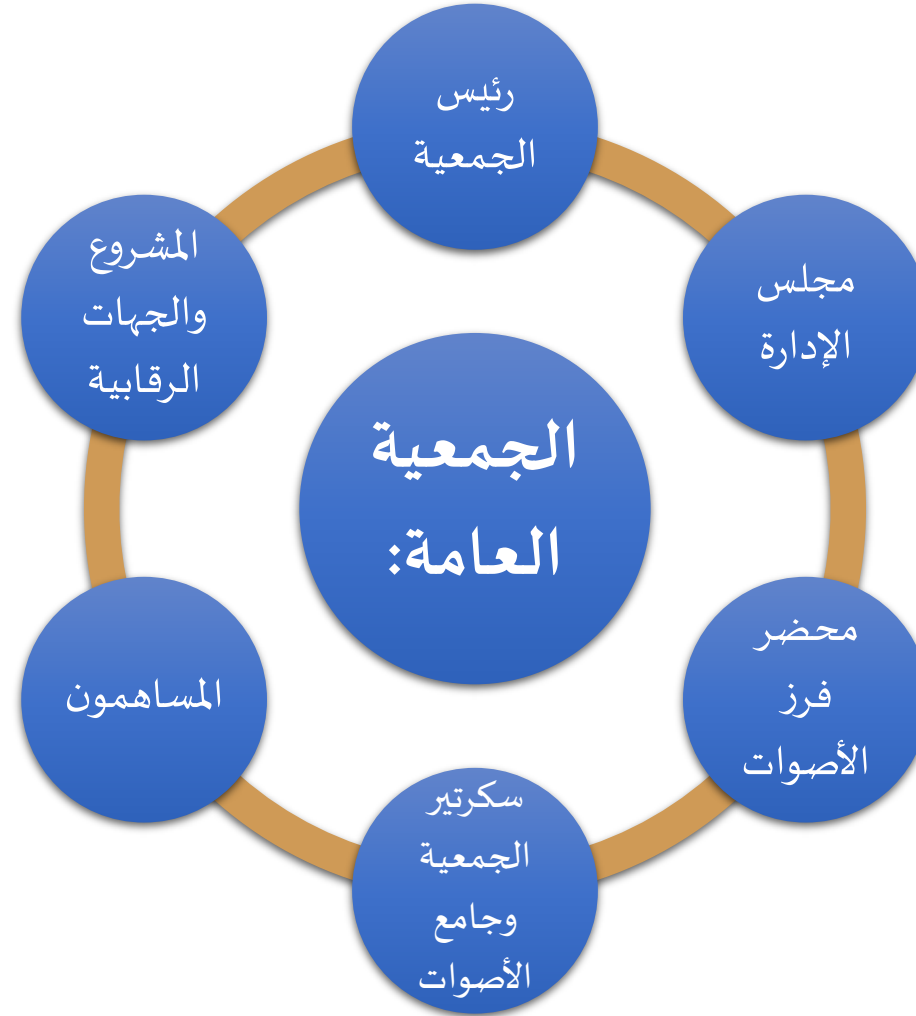 رئيس
الجمعية
مجلس
الإدارة
محضر
فرز
الأصوات
سكرتير
الجمعية
وجامع
الأصوات
المساهمون
المشروع
والجهات
الرقابية
الجمعية
العامة: